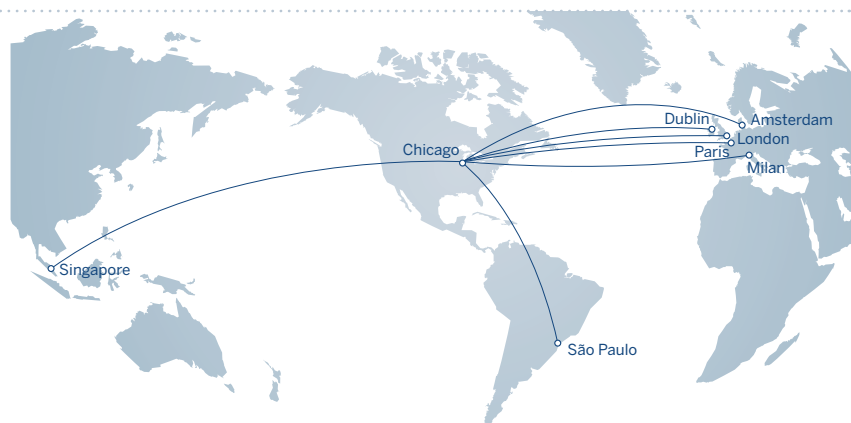 Dublin
Amsterdam
London
Chicago
Paris
Milan
Singapore
São Paulo